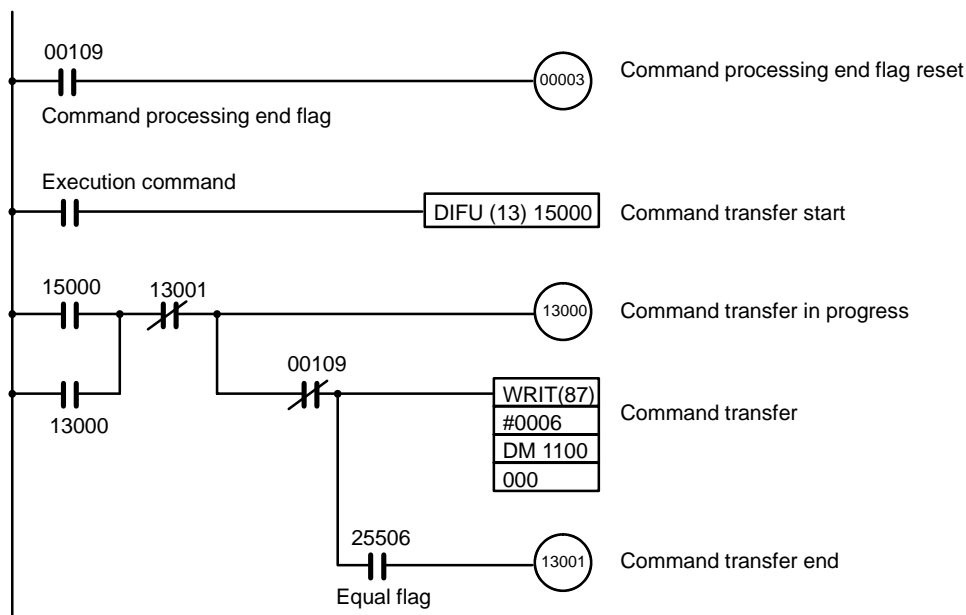 00109
00003
Command processing end flag reset
Command processing end flag
Execution command
DIFU (13) 15000
Command transfer start
15000
13001
13000
Command transfer in progress
00109
13000
WRIT(87)
#0006
DM 1100
000
Command transfer
25506
13001
Command transfer end
Equal flag